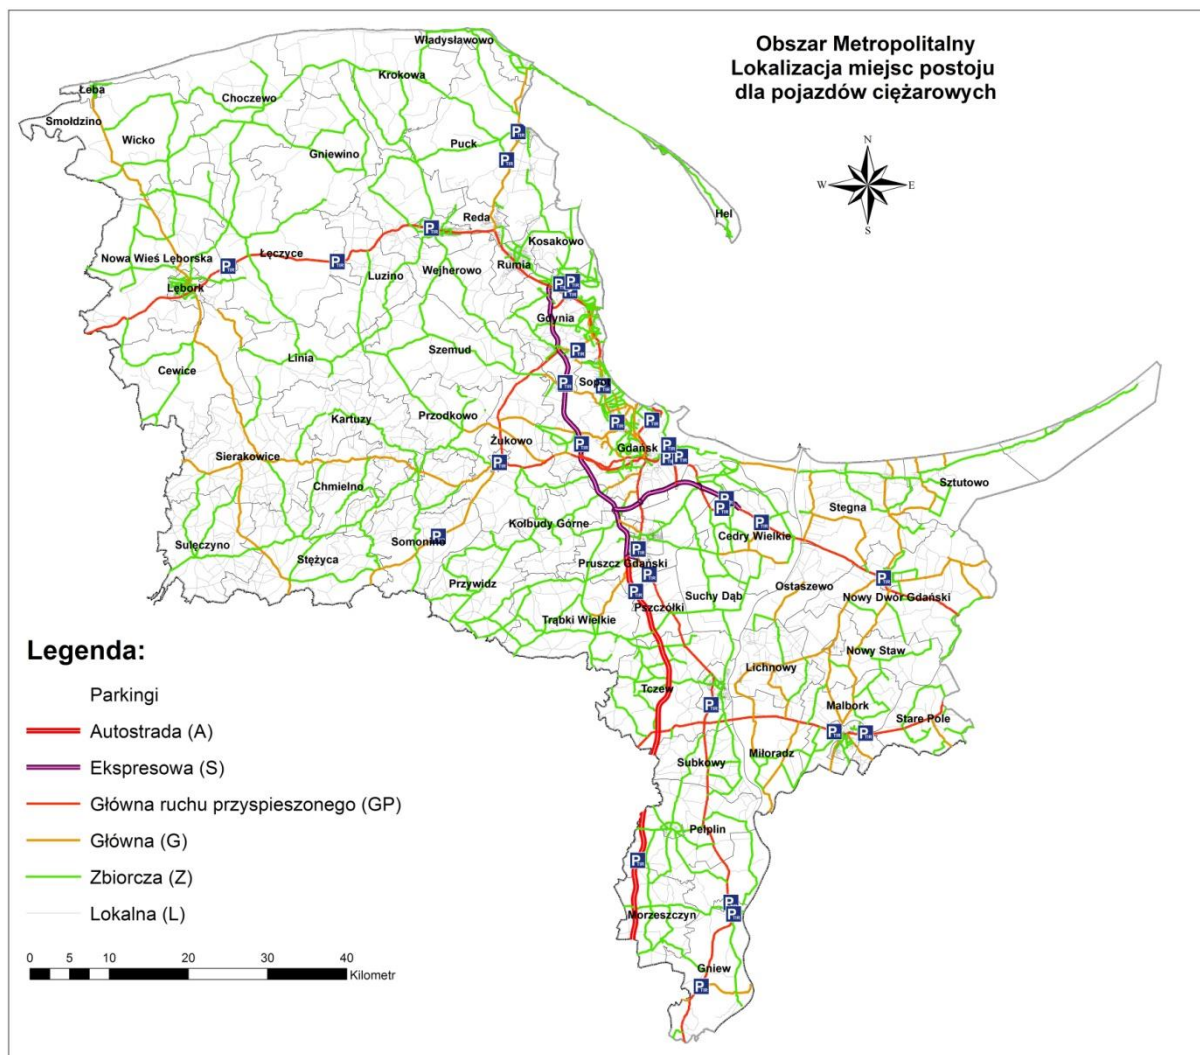 Obszar Metropolitalny
Lokalizacja miejsc postoju
dla pojazdów ciężarowych
N
W
E
S
Władysławowo
Krokowa
Łeba
Choczewo
Smołdzino
Wicko
Puck
Gniewino
Hel
Reda
Kosakowo
Nowa Wieś Lęborska
Łęczyce
Rumia
Luzino
Wejherowo
Lębork
Gdynia
Szemud
Linia
Cewice
Sopot
Kartuzy
Przodkowo
Żukowo
Gdańsk
Sierakowice
Chmielno
Sztutowo
Stegna
Kolbudy Górne
Cedry Wielkie
Sulęczyno
Somonino
Stężyca
Pruszcz Gdański
Przywidz
Ostaszewo
Suchy Dąb
Nowy Dwór Gdański
Pszczółki
Trąbki Wielkie
Nowy Staw
Lichnowy
Tczew
Malbork
Stare Pole
Miłoradz
Subkowy
Pelplin
Morzeszczyn
Gniew
Legenda:
Parkingi
Autostrada (A)
Ekspresowa (S)
Główna ruchu przyspieszonego (GP)
Główna (G)
Zbiorcza (Z)
Lokalna (L)
0 5 10 20 30 40
Kilometr